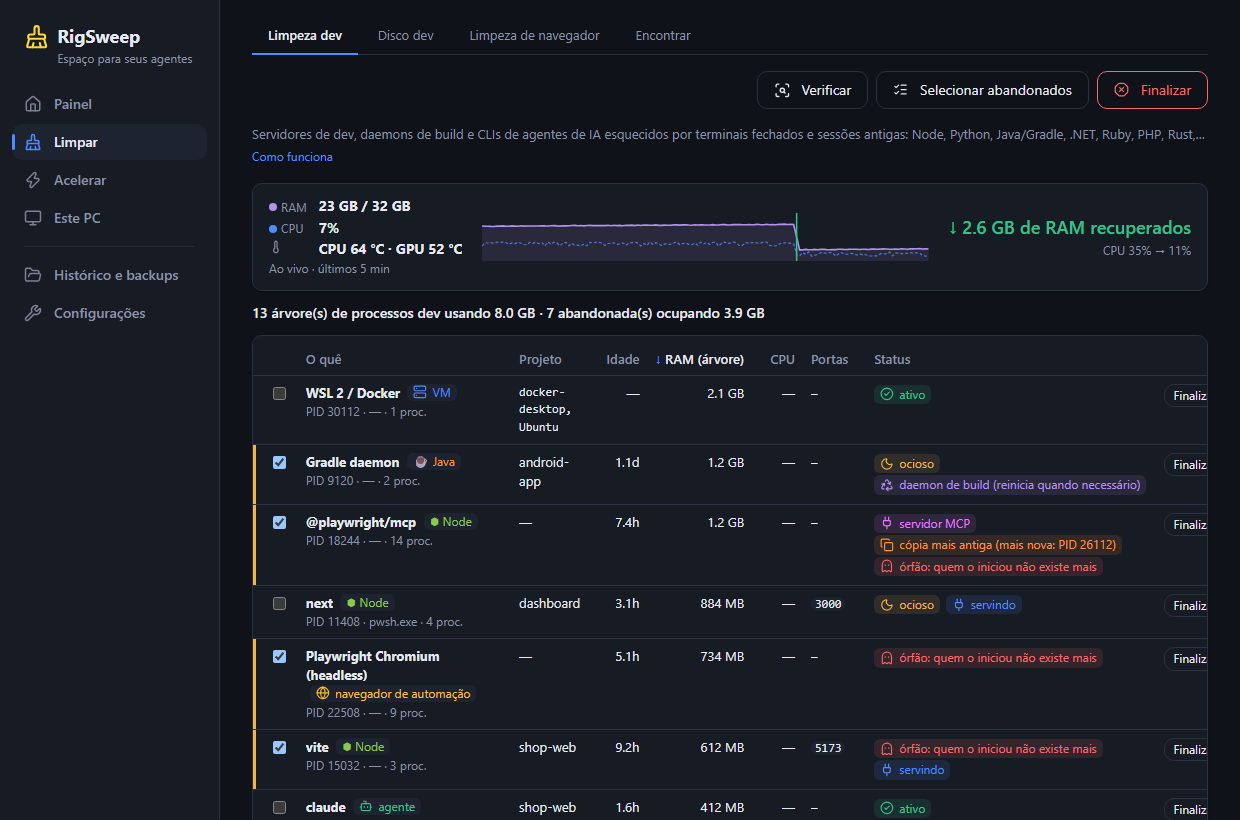 RigSweep
Espaço para seus agentes
Painel
Limpar
Acelerar
Este PC
Histórico e backups
Configurações
Limpeza dev
Disco dev
Limpeza de navegador
Encontrar
Verificar
Selecionar abandonados
Finalizar
Servidores de dev, daemons de build e CLIs de agentes de IA esquecidos por terminais fechados e sessões antigas: Node, Python, Java/Gradle, .NET, Ruby, PHP, Rust,...
Como funciona
RAM 23 GB / 32 GB
CPU 7%
CPU 64 °C · GPU 52 °C
Ao vivo · últimos 5 min
↓ 2.6 GB de RAM recuperados
CPU 35% → 11%
13 árvore(s) de processos dev usando 8.0 GB · 7 abandonada(s) ocupando 3.9 GB
O quê Projeto Idade ↓ RAM (árvore) CPU Portas Status
WSL 2 / Docker VM docker-desktop, Ubuntu — 2.1 GB — – ativo Finaliz
PID 30112 · — · 1 proc.
Gradle daemon Java android-app 1.1d 1.2 GB — – ocioso Finaliz
PID 9120 · — · 2 proc. daemon de build (reinicia quando necessário)
@playwright/mcp Node — 7.4h 1.2 GB — – servidor MCP Finaliz
PID 18244 · — · 14 proc. cópia mais antiga (mais nova: PID 26112)
órfão: quem o iniciou não existe mais
next Node dashboard 3.1h 884 MB — 3000 ocioso servindo Finaliz
PID 11408 · pwsh.exe · 4 proc.
Playwright Chromium — 5.1h 734 MB — – órfão: quem o iniciou não existe mais Finaliz
(headless)
navegador de automação
PID 22508 · — · 9 proc.
vite Node shop-web 9.2h 612 MB — 5173 órfão: quem o iniciou não existe mais Finaliz
PID 15032 · — · 3 proc. servindo
claude agente shop-web 1.6h 412 MB — – ativo Finaliz